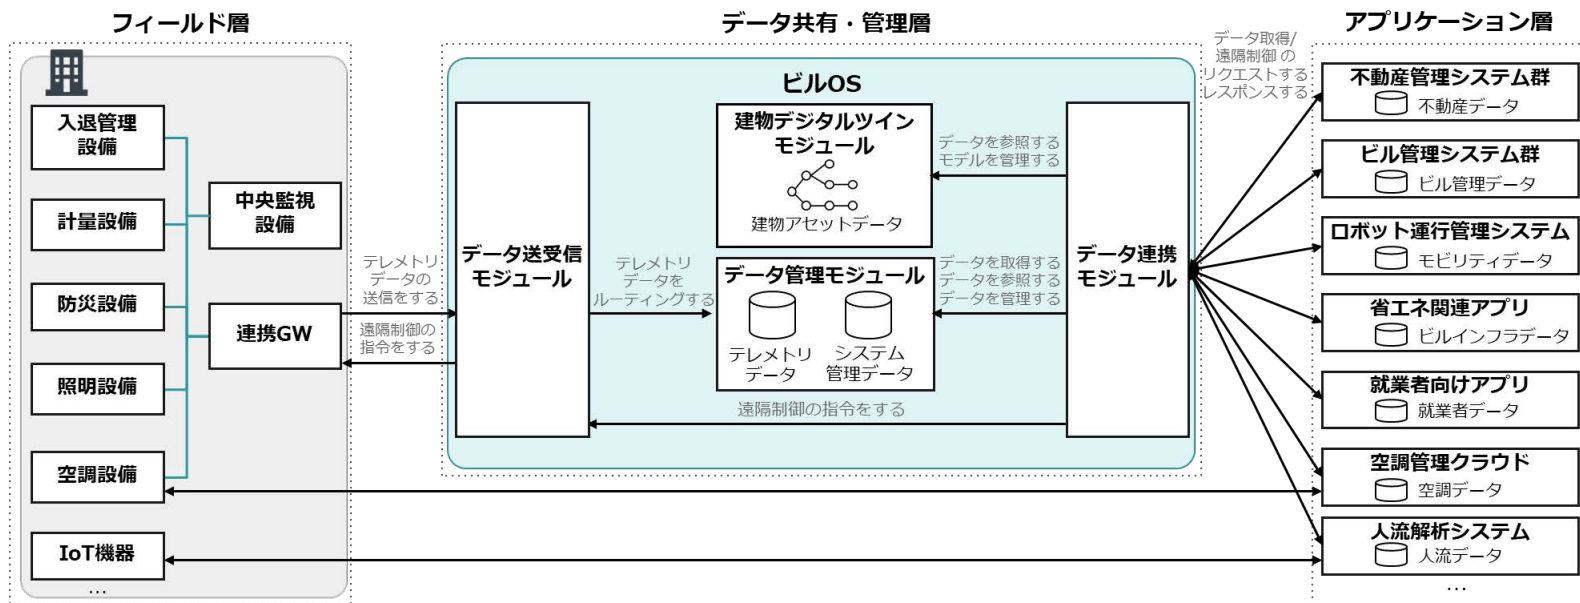 フィールド層
データ共有・管理層
アプリケーション層
入退管理
設備
計量設備
防災設備
照明設備
空調設備
IoT機器
…
中央監視
設備
連携GW
テレメトリ
データの
送信をする
遠隔制御の
指令をする
ビルOS
データ送受信
モジュール
テレメトリ
データを
ルーティングする
建物デジタルツイン
モジュール
建物アセットデータ
データ管理モジュール
テレメトリ
データ
システム
管理データ
データを参照する
モデルを管理する
データを取得する
データを参照する
データを管理する
遠隔制御の指令をする
データ連携
モジュール
データ取得/
遠隔制御 の
リクエストする
レスポンスする
不動産管理システム群
不動産データ
ビル管理システム群
ビル管理データ
ロボット運行管理システム
モビリティデータ
省エネ関連アプリ
ビルインフラデータ
就業者向けアプリ
就業者データ
空調管理クラウド
空調データ
人流解析システム
人流データ
…